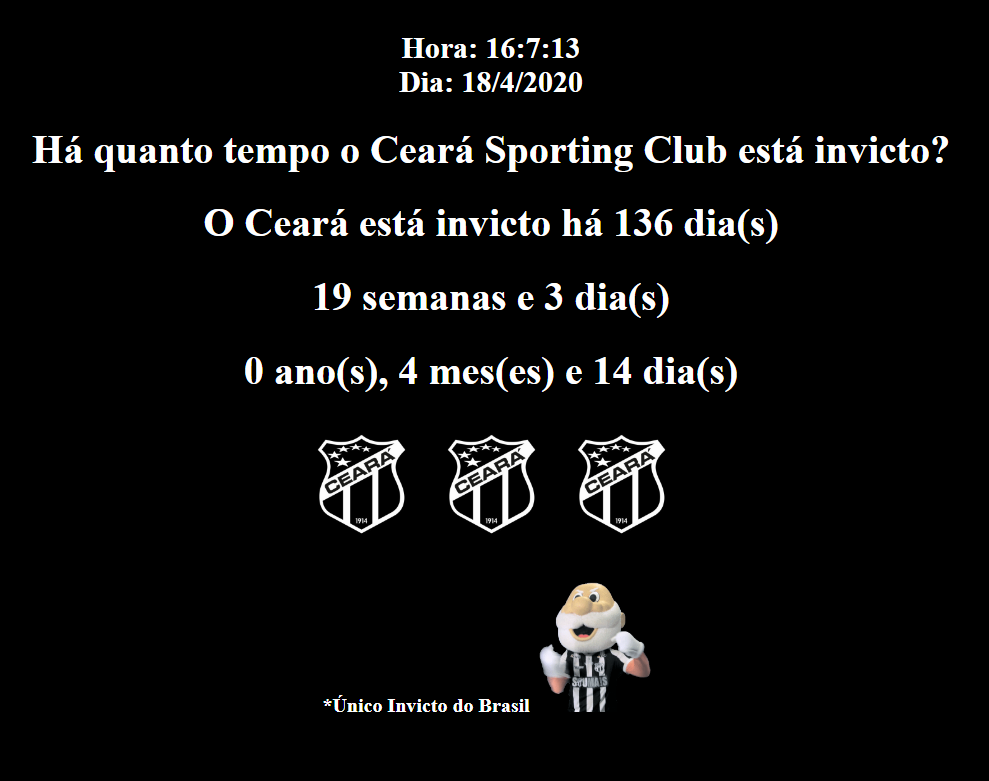 Hora: 16:7:13
Dia: 18/4/2020
Há quanto tempo o Ceará Sporting Club está invicto?
O Ceará está invicto há 136 dia(s)
19 semanas e 3 dia(s)
0 ano(s), 4 mes(es) e 14 dia(s)
CEARÁ CEARÁ CEARÁ
1914 1914 1914
*Único Invicto do Brasil